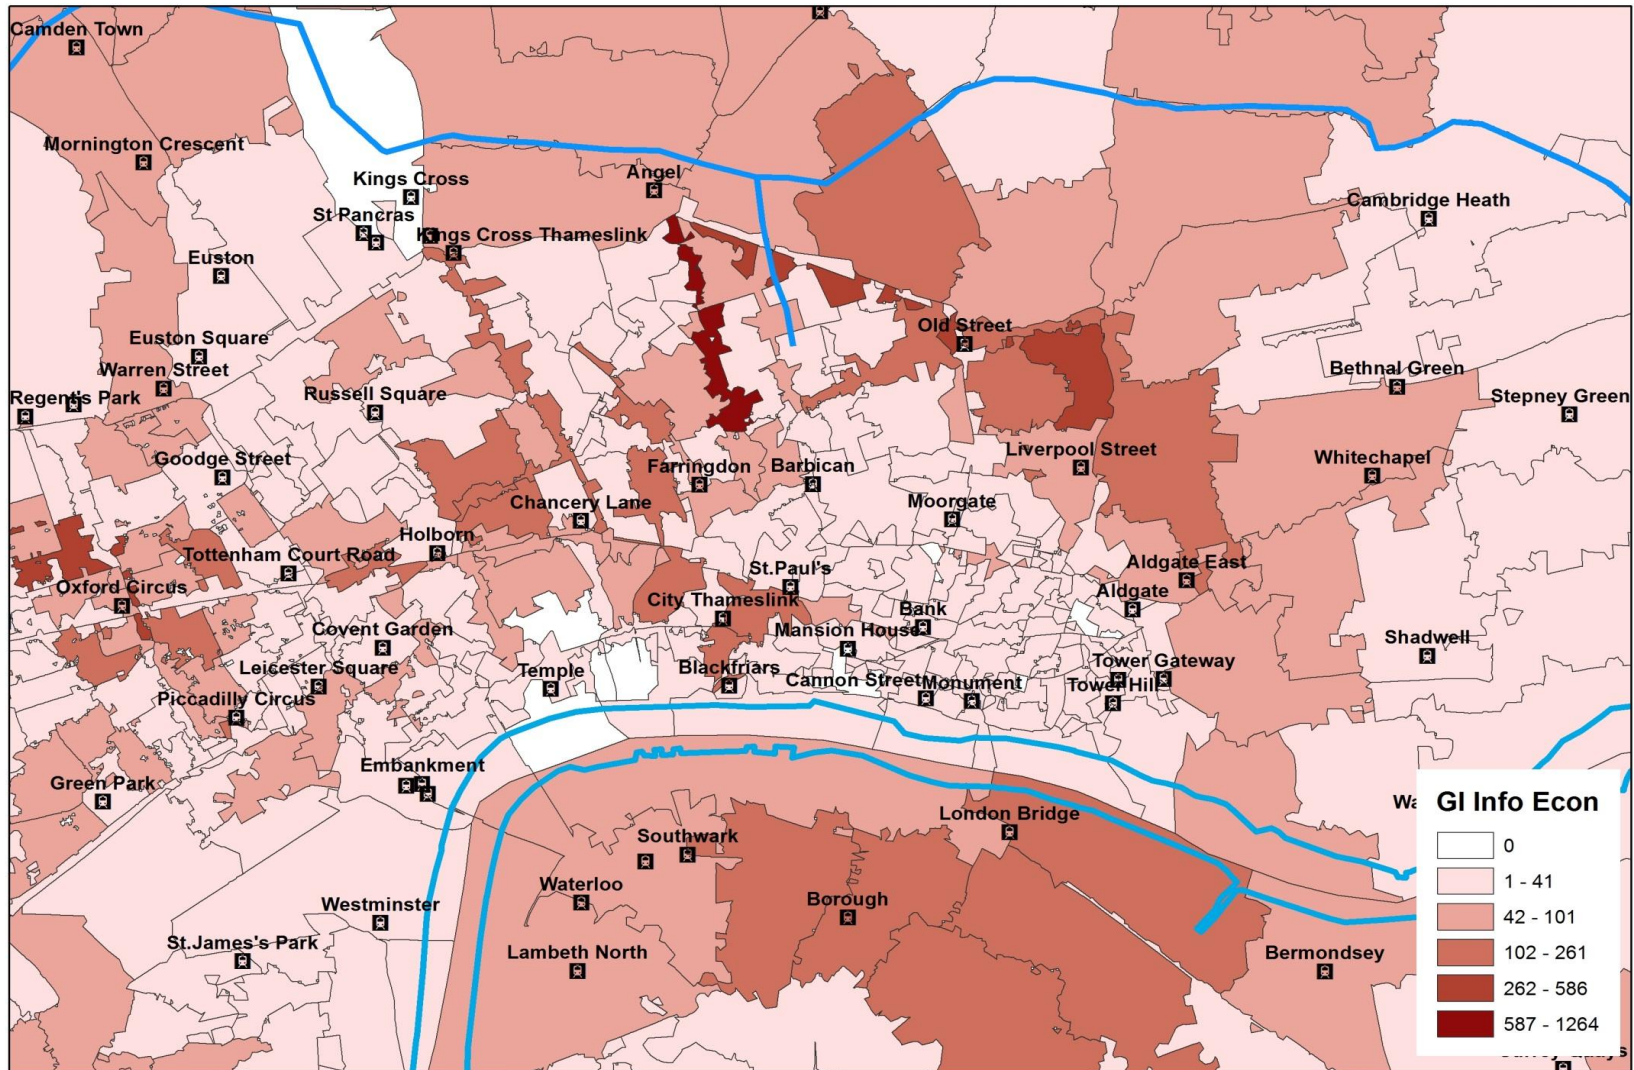 Camden Town
Mornington Crescent
Kings Cross
Angel
St Pancras
Kings Cross Thameslink
Cambridge Heath
Euston
Old Street
Euston Square
Warren Street
Bethnal Green
Regent's Park
Russell Square
Stepney Green
Goodge Street
Liverpool Street
Farringdon
Barbican
Whitechapel
Chancery Lane
Moorgate
Holborn
Tottenham Court Road
Aldgate East
St.Paul's
Oxford Circus
Aldgate
City Thameslink
Bank
Covent Garden
Mansion House
Shadwell
Leicester Square
Temple
Blackfriars
Tower Gateway
Cannon Street
Monument
Tower Hill
Piccadilly Circus
Embankment
Green Park
London Bridge
Southwark
Waterloo
Westminster
Borough
St.James's Park
Lambeth North
Bermondsey
GI Info Econ
0
1 - 41
42 - 101
102 - 261
262 - 586
587 - 1264